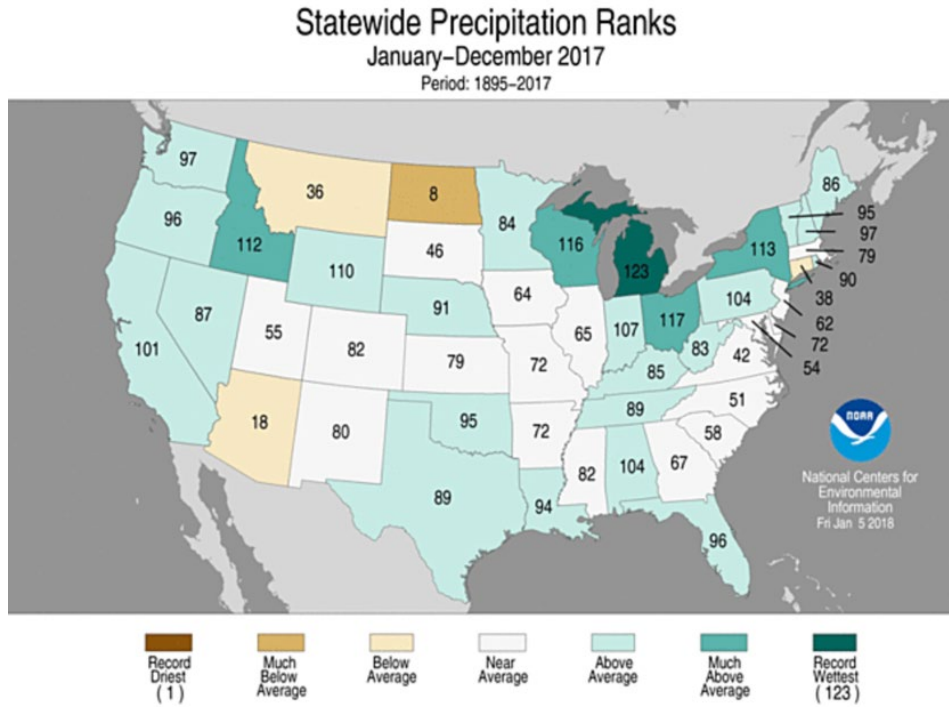 Statewide Precipitation Ranks
January–December 2017
Period: 1895–2017
97
36
8
84
86
96
112
46
116
123
113
95
97
79
90
38
110
91
64
104
62
87
55
82
79
65
107
117
83
72
54
101
72
85
42
18
80
95
72
89
51
58
89
94
82
104
67
96
NOAA
National Centers for
Environmental
Information
Fri Jan 5 2018
Record
Driest
(1)
Much
Below
Average
Below
Average
Near
Average
Above
Average
Much
Above
Average
Record
Wettest
(123)